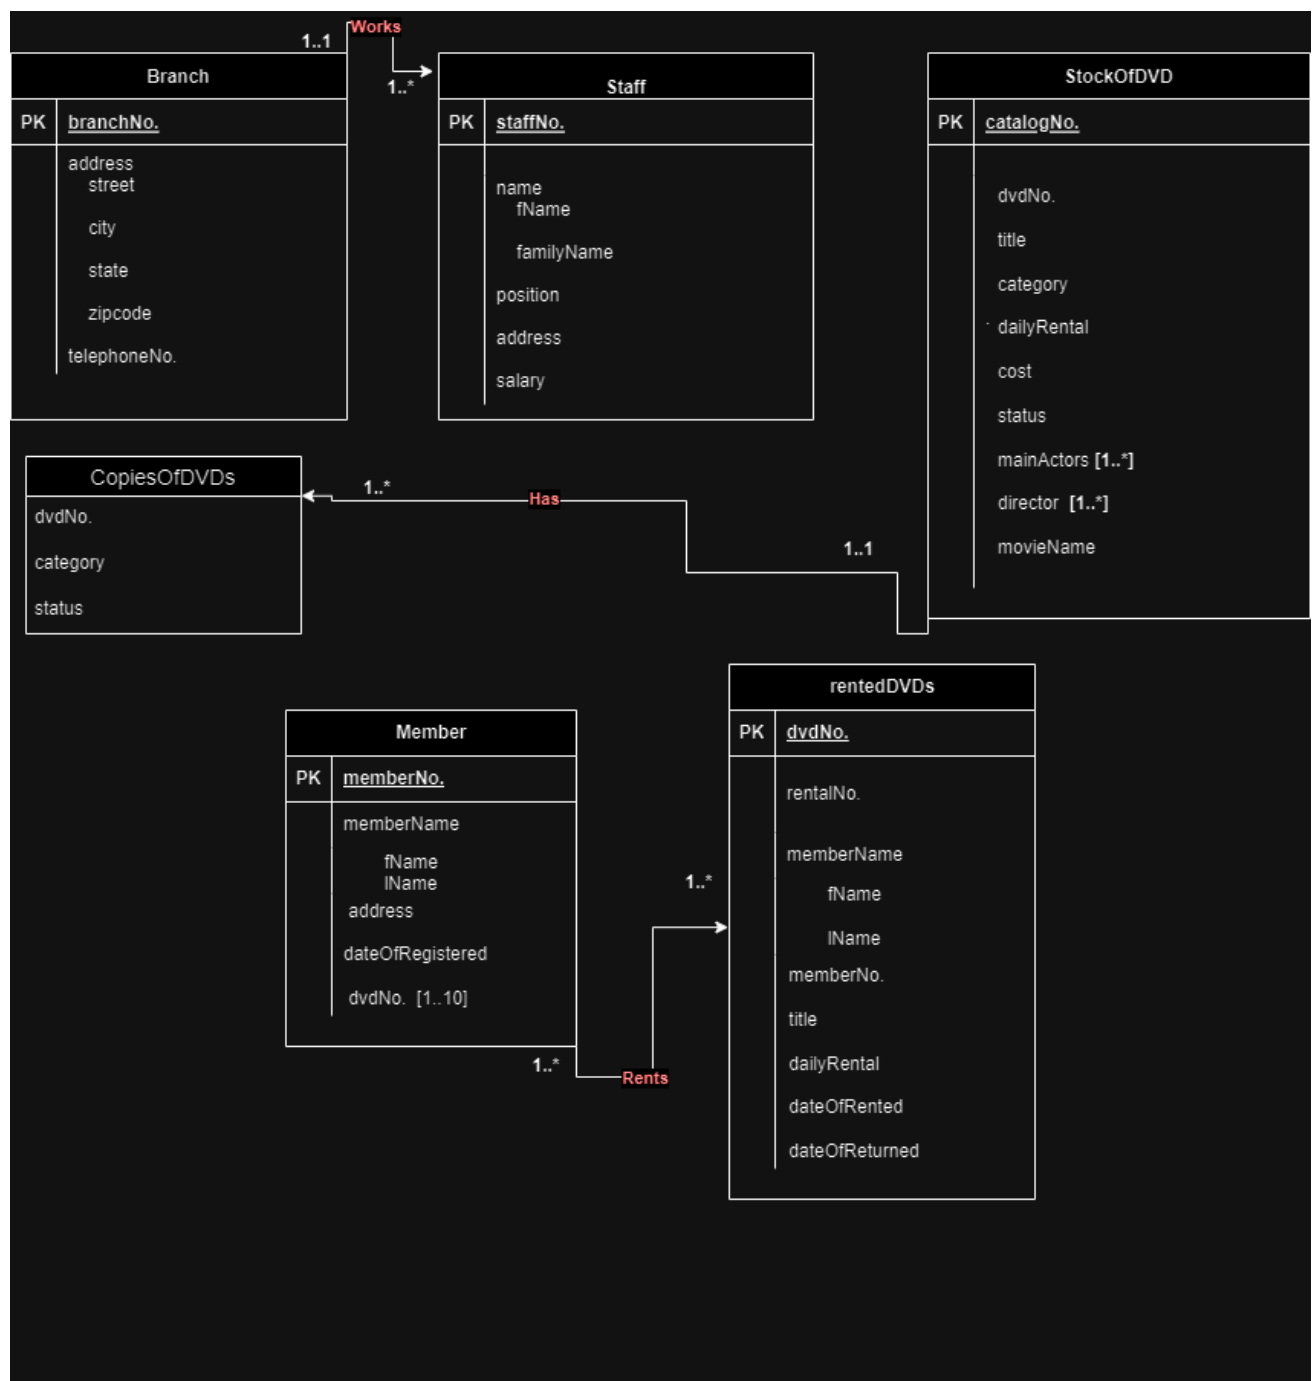 Works
1..1
1..*
Branch
PK branchNo.
address
street
city
state
zipcode
telephoneNo.
Staff
PK staffNo.
name
fName
familyName
position
address
salary
StockOfDVD
PK catalogNo.
dvdNo.
title
category
dailyRental
cost
status
mainActors [1..*]
director [1..*]
movieName
CopiesOfDVDs
dvdNo.
category
status
1..*
Has
1..1
Member
PK memberNo.
memberName
fName
lName
address
dateOfRegistered
dvdNo. [1..10]
1..*
Rents
1..*
rentedDVDs
PK dvdNo.
rentalNo.
memberName
fName
lName
memberNo.
title
dailyRental
dateOfRented
dateOfReturned